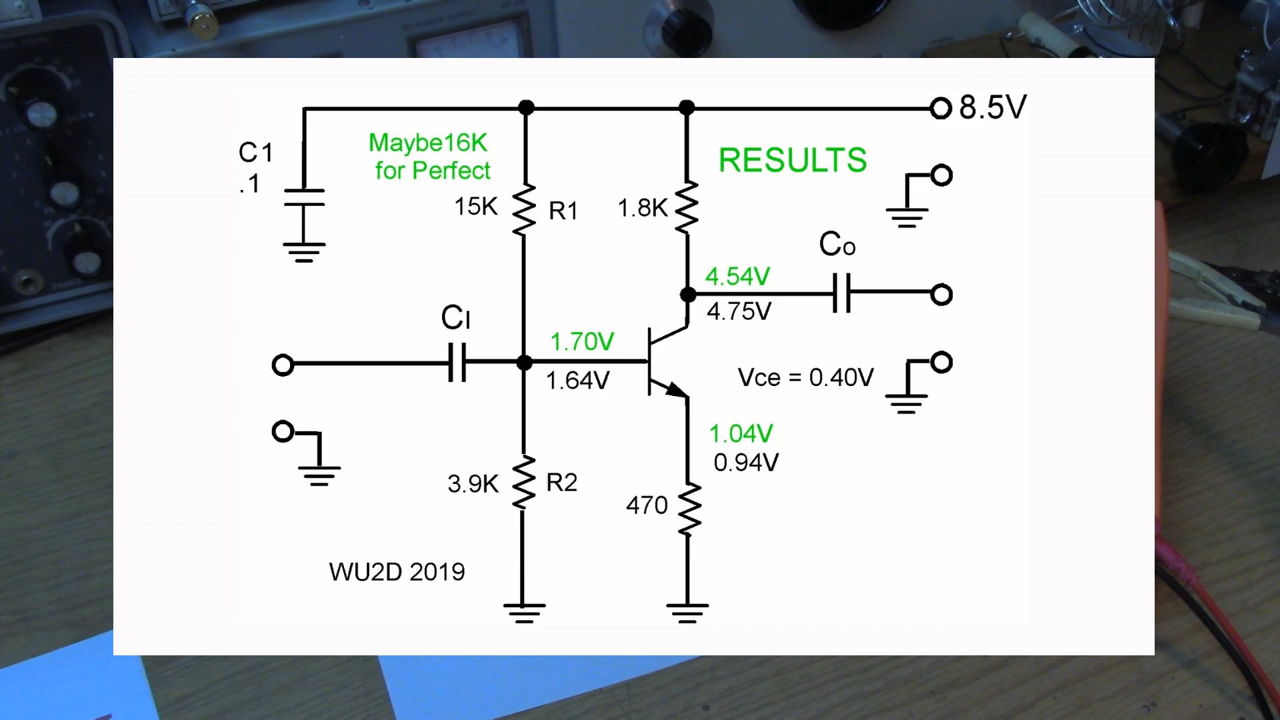 8.5V
C1
.1
Maybe16K
for Perfect
RESULTS
15K
R1
1.8K
Co
4.54V
4.75V
CI
1.70V
1.64V
Vce = 0.40V
1.04V
0.94V
3.9K
R2
470
WU2D 2019